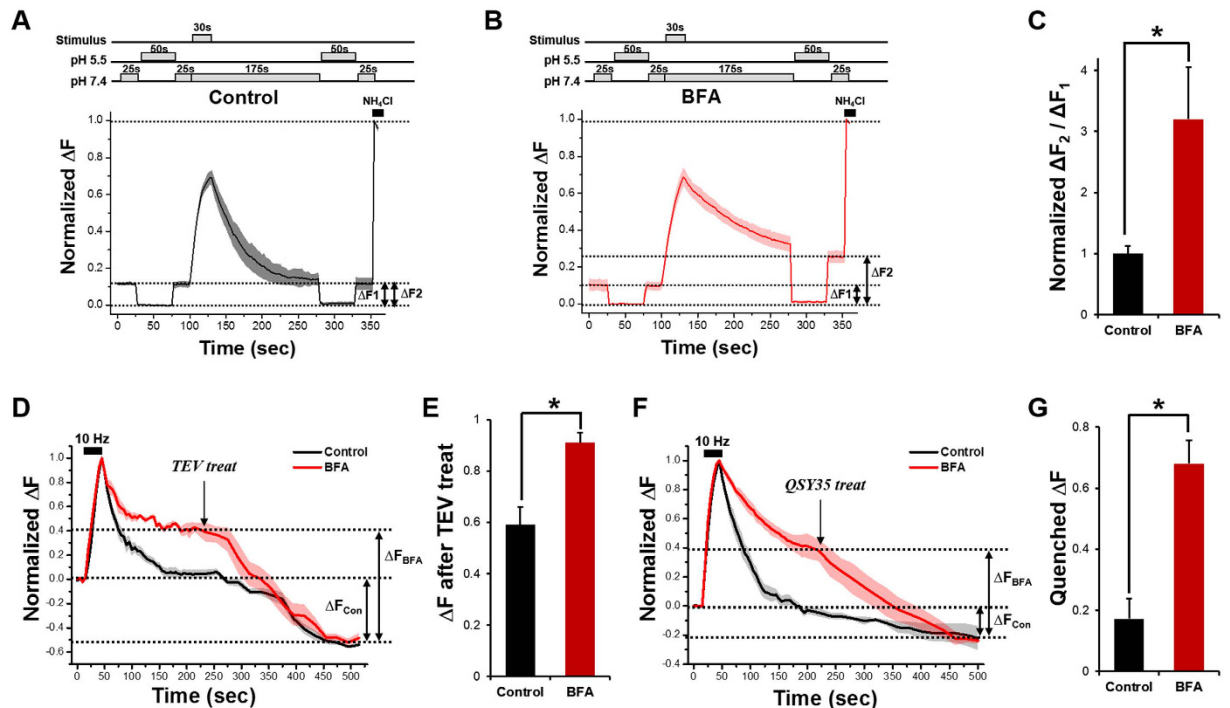 A
Stimulus
30s
pH 5.5
50s
50s
pH 7.4
25s
25s
175s
25s
Control
NH₄Cl
Normalized ΔF
1.0
0.8
0.6
0.4
0.2
0.0
ΔF1
ΔF2
0 50 100 150 200 250 300 350
Time (sec)
B
Stimulus
30s
pH 5.5
50s
50s
pH 7.4
25s
25s
175s
25s
BFA
NH₄Cl
Normalized ΔF
1.0
0.8
0.6
0.4
0.2
0.0
ΔF1
ΔF2
0 50 100 150 200 250 300 350
Time (sec)
C
*
Normalized ΔF₂ / ΔF₁
4
3
2
1
0
Control BFA
D
10 Hz
Control
BFA
TEV treat
Normalized ΔF
1.0
0.8
0.6
0.4
0.2
0.0
-0.2
-0.4
-0.6
ΔF_BFA
ΔF_Con
0 50 100 150 200 250 300 350 400 450 500
Time (sec)
E
*
ΔF after TEV treat
1
0.8
0.6
0.4
0.2
0
Control BFA
F
10 Hz
Control
BFA
QSY35 treat
Normalized ΔF
1.0
0.8
0.6
0.4
0.2
0.0
-0.2
-0.4
ΔF_BFA
ΔF_Con
0 50 100 150 200 250 300 350 400 450 500
Time (sec)
G
*
Quenched ΔF
0.8
0.6
0.4
0.2
0
Control BFA